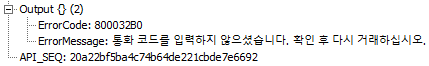 Output {} (2)
ErrorCode: 800032B0
ErrorMessage: 통화 코드를 입력하지 않으셨습니다. 확인 후 다시 거래하십시오.
API_SEQ: 20a22bf5ba4c74b64de221cbde7e6692